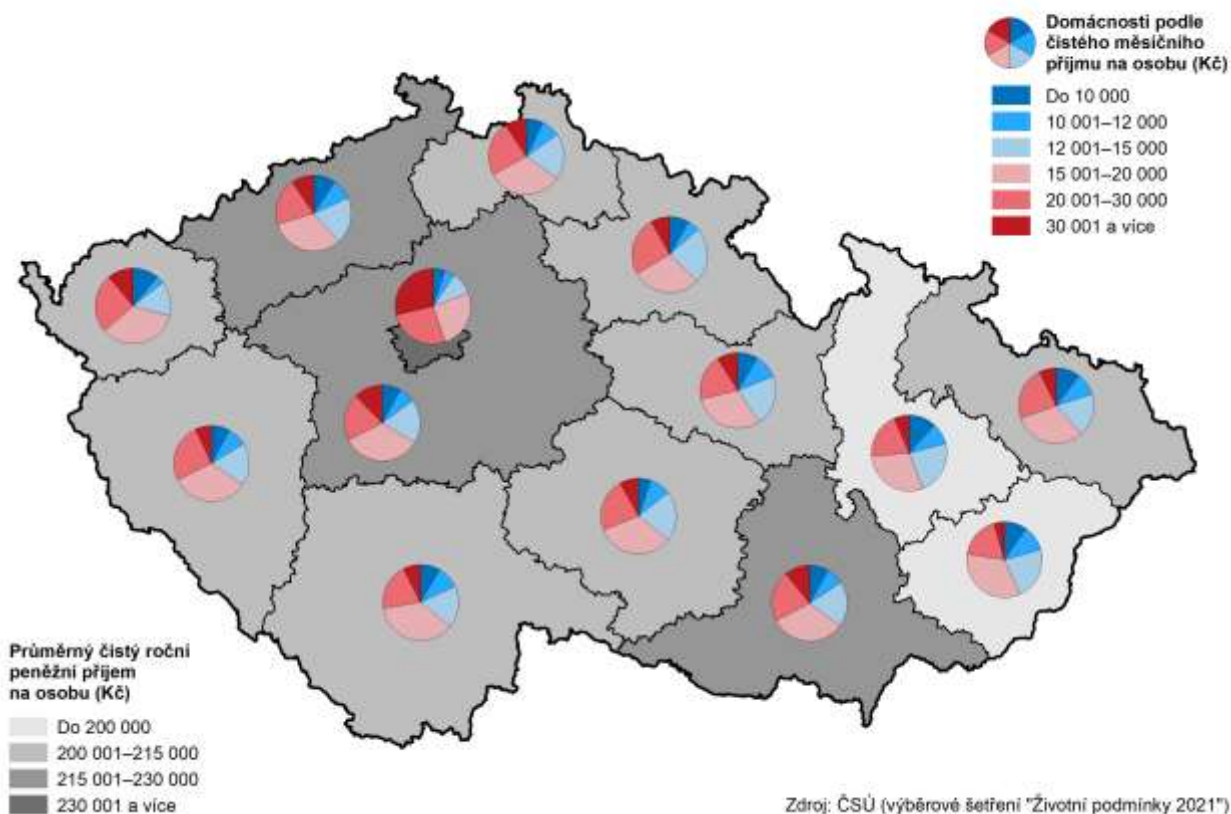 Domácnosti podle
čistého měsíčního
příjmu na osobu (Kč)
Do 10 000
10 001–12 000
12 001–15 000
15 001–20 000
20 001–30 000
30 001 a více
Průměrný čistý roční
peněžní příjem
na osobu (Kč)
Do 200 000
200 001–215 000
215 001–230 000
230 001 a více
Zdroj: ČSÚ (výběrové šetření "Životní podmínky 2021")